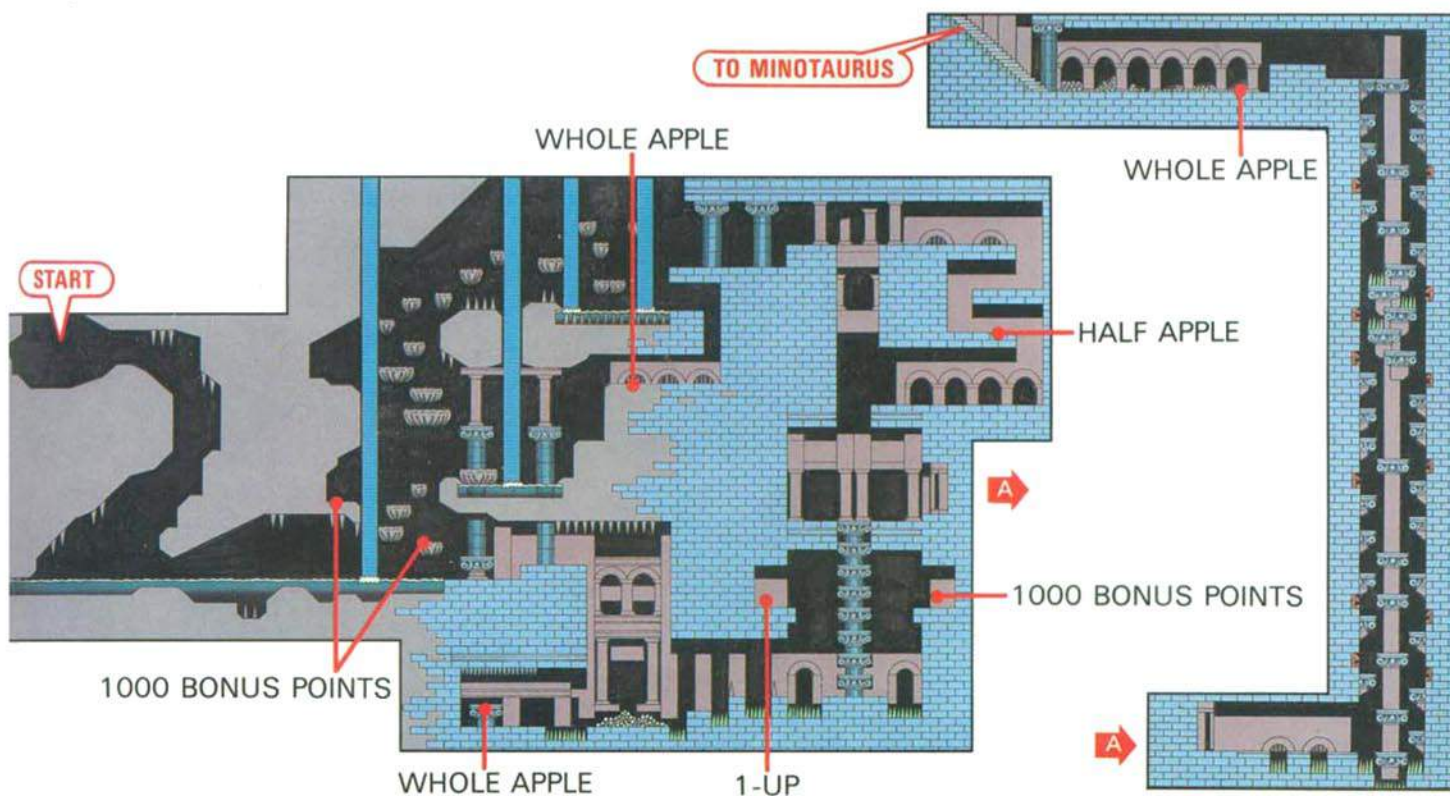 TO MINOTAURUS
WHOLE APPLE
WHOLE APPLE
START
HALF APPLE
A
1000 BONUS POINTS
1000 BONUS POINTS
A
WHOLE APPLE
1-UP